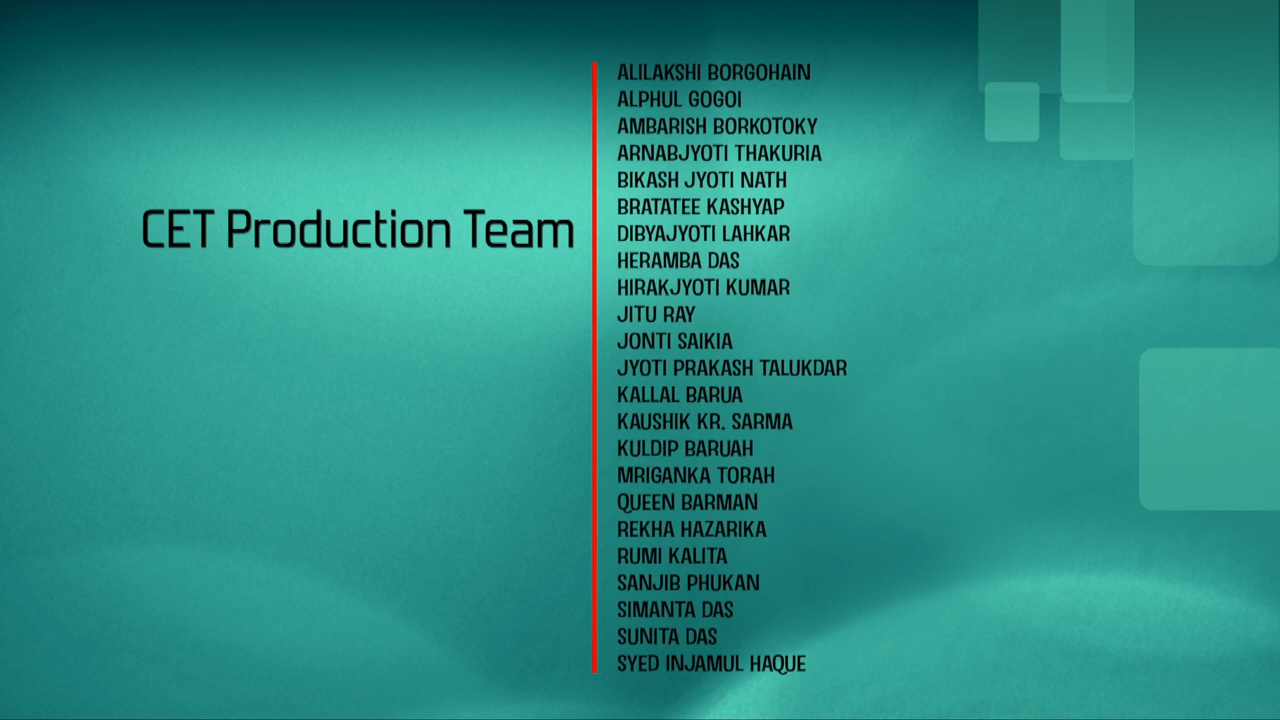 CET Production Team
ALILAKSHI BORGOHAIN
ALPHUL GOGOI
AMBARISH BORKOTOKY
ARNABJYOTI THAKURIA
BIKASH JYOTI NATH
BRATATEE KASHYAP
DIBYAJYOTI LAHKAR
HERAMBA DAS
HIRAKJYOTI KUMAR
JITU RAY
JONTI SAIKIA
JYOTI PRAKASH TALUKDAR
KALLAL BARUA
KAUSHIK KR. SARMA
KULDIP BARUAH
MRIGANKA TORAH
QUEEN BARMAN
REKHA HAZARIKA
RUMI KALITA
SANJIB PHUKAN
SIMANTA DAS
SUNITA DAS
SYED INJAMUL HAQUE